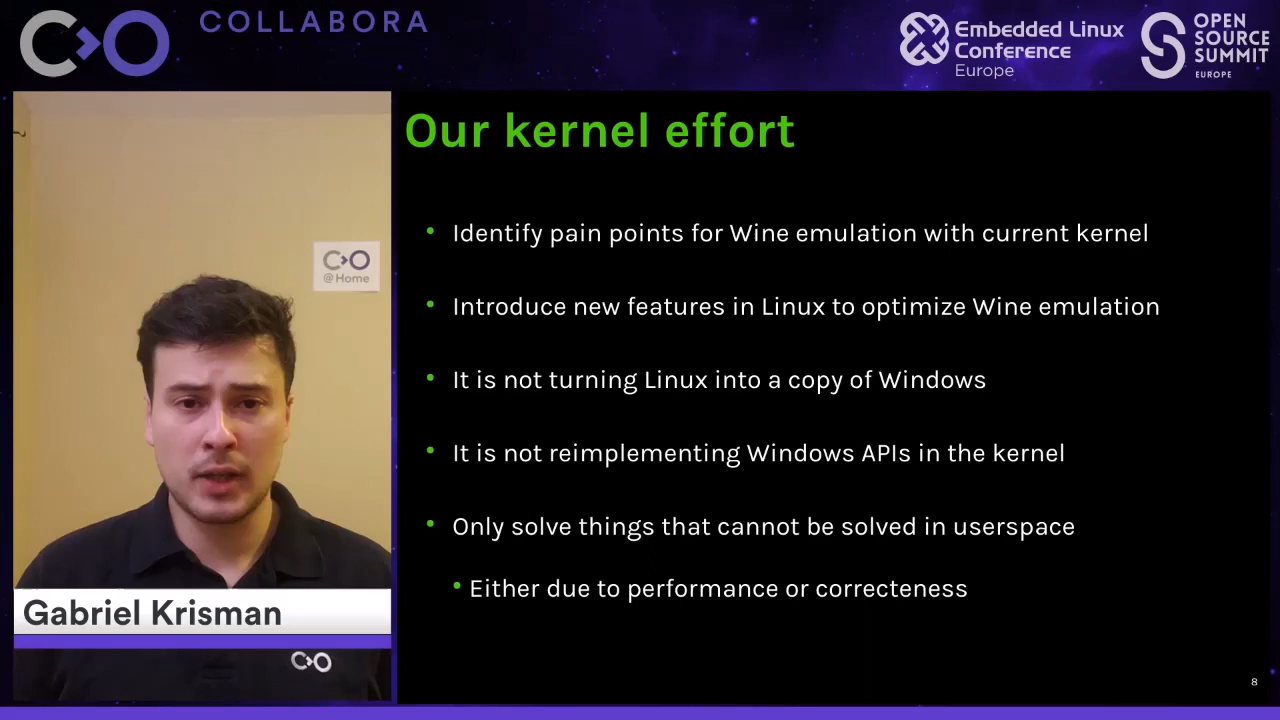 COLLABORA
Embedded Linux
Conference
Europe
OPEN
SOURCE
SUMMIT
EUROPE
Our kernel effort
• Identify pain points for Wine emulation with current kernel
• Introduce new features in Linux to optimize Wine emulation
• It is not turning Linux into a copy of Windows
• It is not reimplementing Windows APIs in the kernel
• Only solve things that cannot be solved in userspace
• Either due to performance or correcteness
@Home
Gabriel Krisman
8